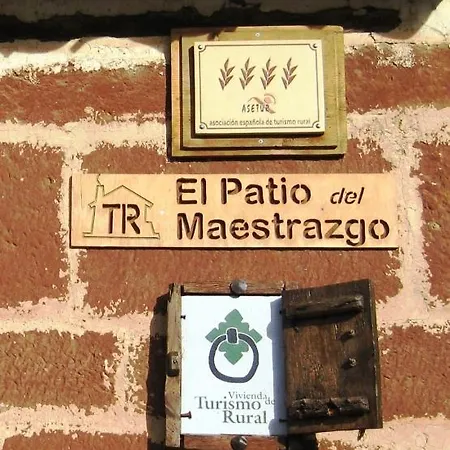 ASETUR
asociación española de turismo rural
TR
El Patio del
Maestrazgo
Vivienda de
Turismo
Rural